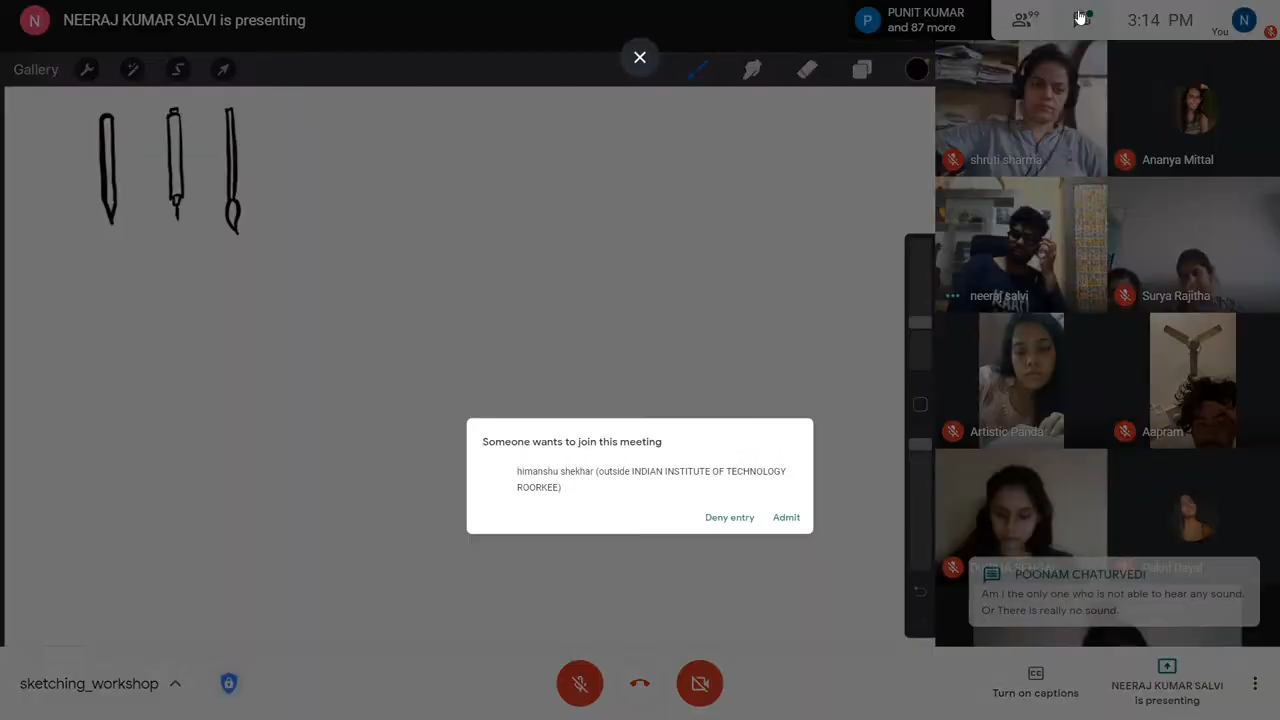 N
NEERAJ KUMAR SALVI is presenting
P
PUNIT KUMAR
and 87 more
99
3:14 PM
You
N
Gallery
shruti sharma
Ananya Mittal
neeraj salvi
Surya Rajitha
Artistic Panda
Aapram
Someone wants to join this meeting
himanshu shekhar (outside INDIAN INSTITUTE OF TECHNOLOGY
ROORKEE)
Deny entry
Admit
POONAM CHATURVEDI
Am i the only one who is not able to hear any sound.
Or There is really no sound.
sketching_workshop
CC
Turn on captions
NEERAJ KUMAR SALVI
is presenting